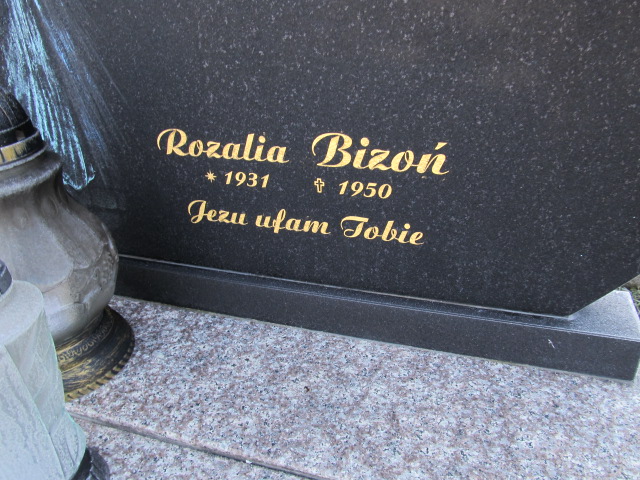 Rozalia Bizoń
* 1931 ✝ 1950
Jezu ufam Tobie